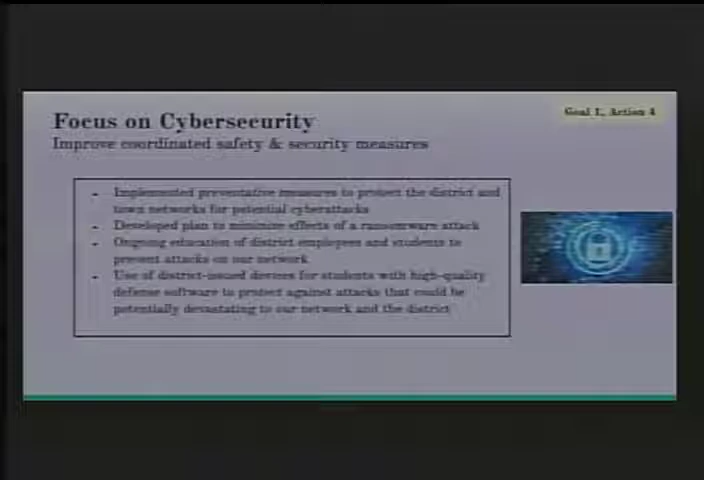 Focus on Cybersecurity
Goal 1, Action 4
Improve coordinated safety & security measures
- Implemented preventative measures to protect the district and
town networks for potential cyberattacks
- Developed plan to minimize effects of a ransomware attack
- Ongoing education of district employees and students to
prevent attacks on our network
- Use of district-issued devices for students with high-quality
defense software to protect against attacks that could be
potentially devastating to our network and the district